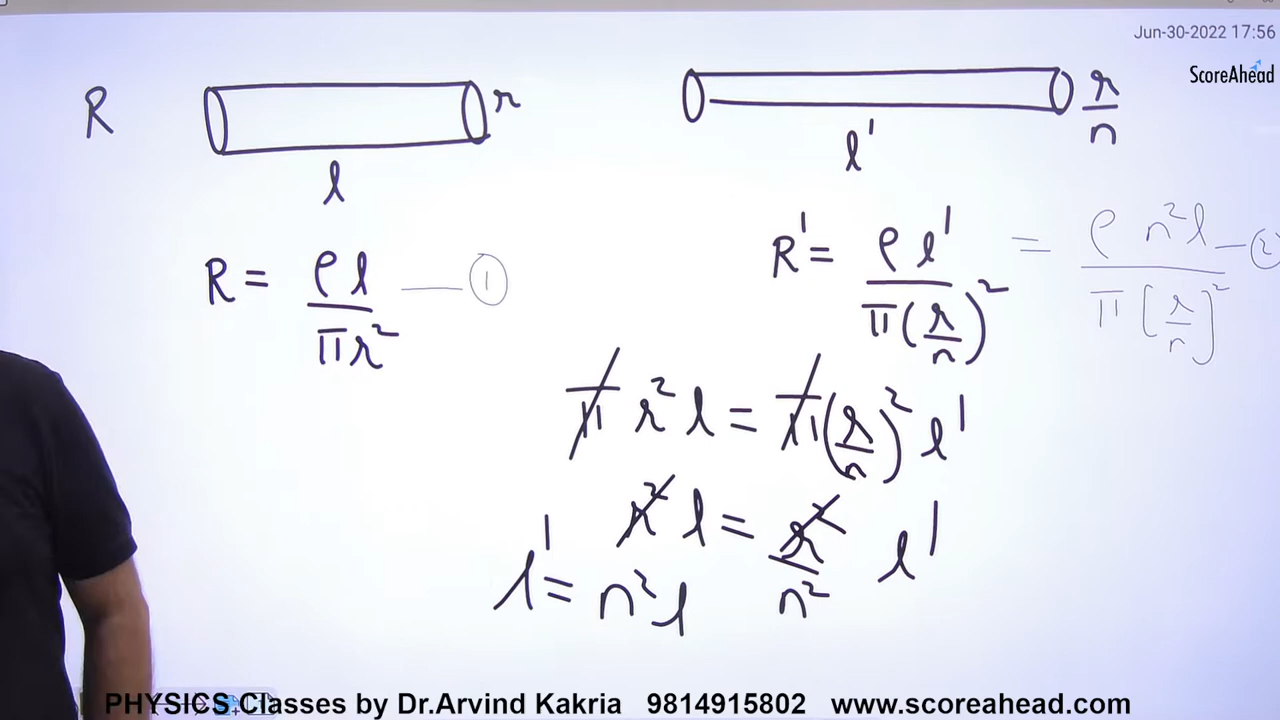 Jun-30-2022 17:56
ScoreAhead
R
r
l
r/n
l'
R = ρl/πr² — ①
R' = ρl'/π(r/n)² = ρn²l/π(r/n)² — ②
πr²l = π(r/n)²l'
r²l = r²/n² l'
l' = n²l
PHYSICS Classes by Dr.Arvind Kakria 9814915802 www.scoreahead.com